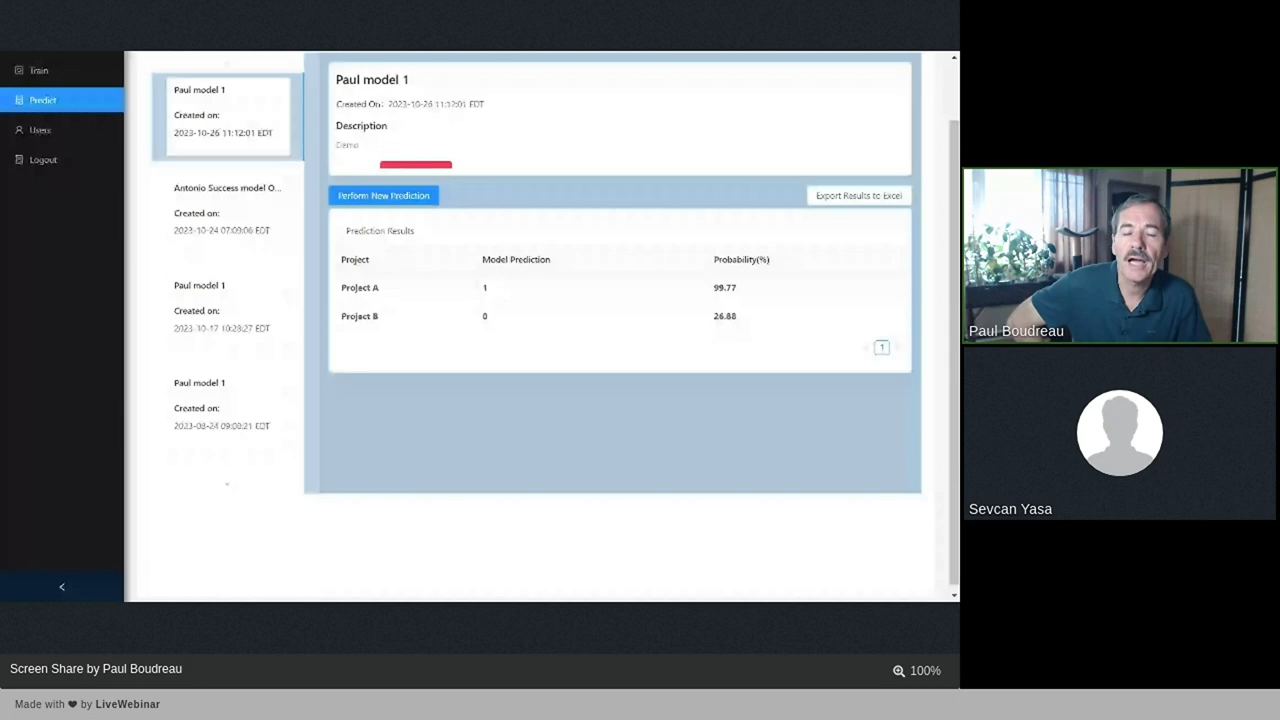 Train
Predict
Users
Logout
<
Paul model 1
Created on:
2023-10-26 11:12:01 EDT
Antonio Success model O...
Created on:
2023-10-24 07:09:06 EDT
Paul model 1
Created on:
2023-10-17 10:28:27 EDT
Paul model 1
Created on:
2023-08-24 09:08:21 EDT
Paul model 1
Created On: 2023-10-26 11:12:01 EDT
Description
Demo
Perform New Prediction
Export Results to Excel
Prediction Results
Project Model Prediction Probability(%)
Project A 1 99.77
Project B 0 26.88
1
Paul Boudreau
Sevcan Yasa
Screen Share by Paul Boudreau
100%
Made with ❤ by LiveWebinar